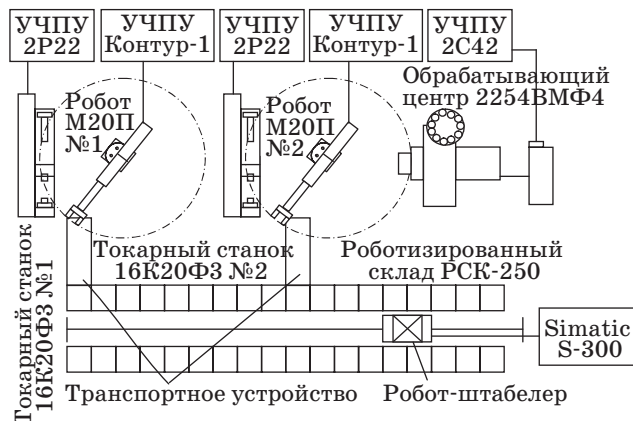 УЧПУ
2Р22
УЧПУ
Контур-1
УЧПУ
2Р22
УЧПУ
Контур-1
УЧПУ
2С42
Обрабатывающий
центр 2254ВМФ4
Робот
М20П
№1
Робот
М20П
№2
Токарный станок
16К20Ф3 №1
Токарный станок
16К20Ф3 №2
Роботизированный
склад РСК-250
Simatic
S-300
Транспортное устройство
Робот-штабелер